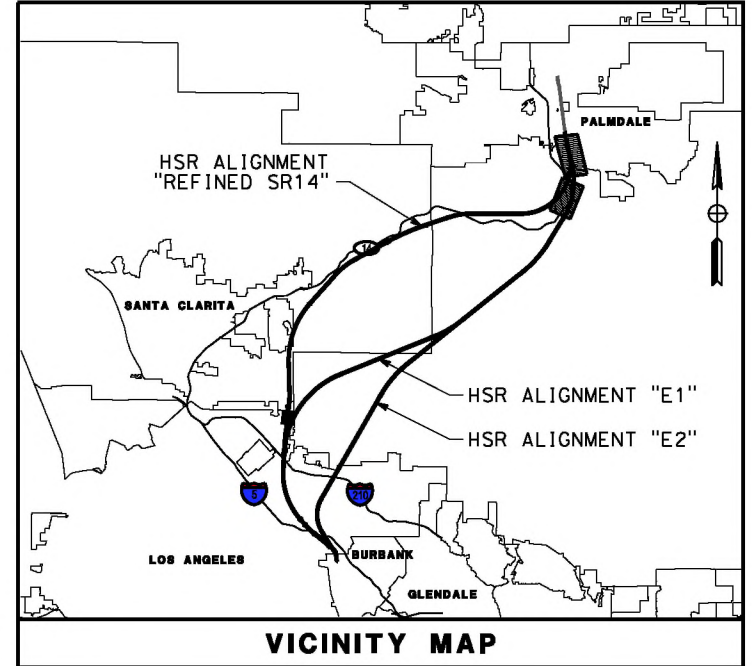 PALMDALE
HSR ALIGNMENT
"REFINED SR14"
14
SANTA CLARITA
HSR ALIGNMENT "E1"
HSR ALIGNMENT "E2"
5
210
LOS ANGELES
BURBANK
GLENDALE
VICINITY MAP